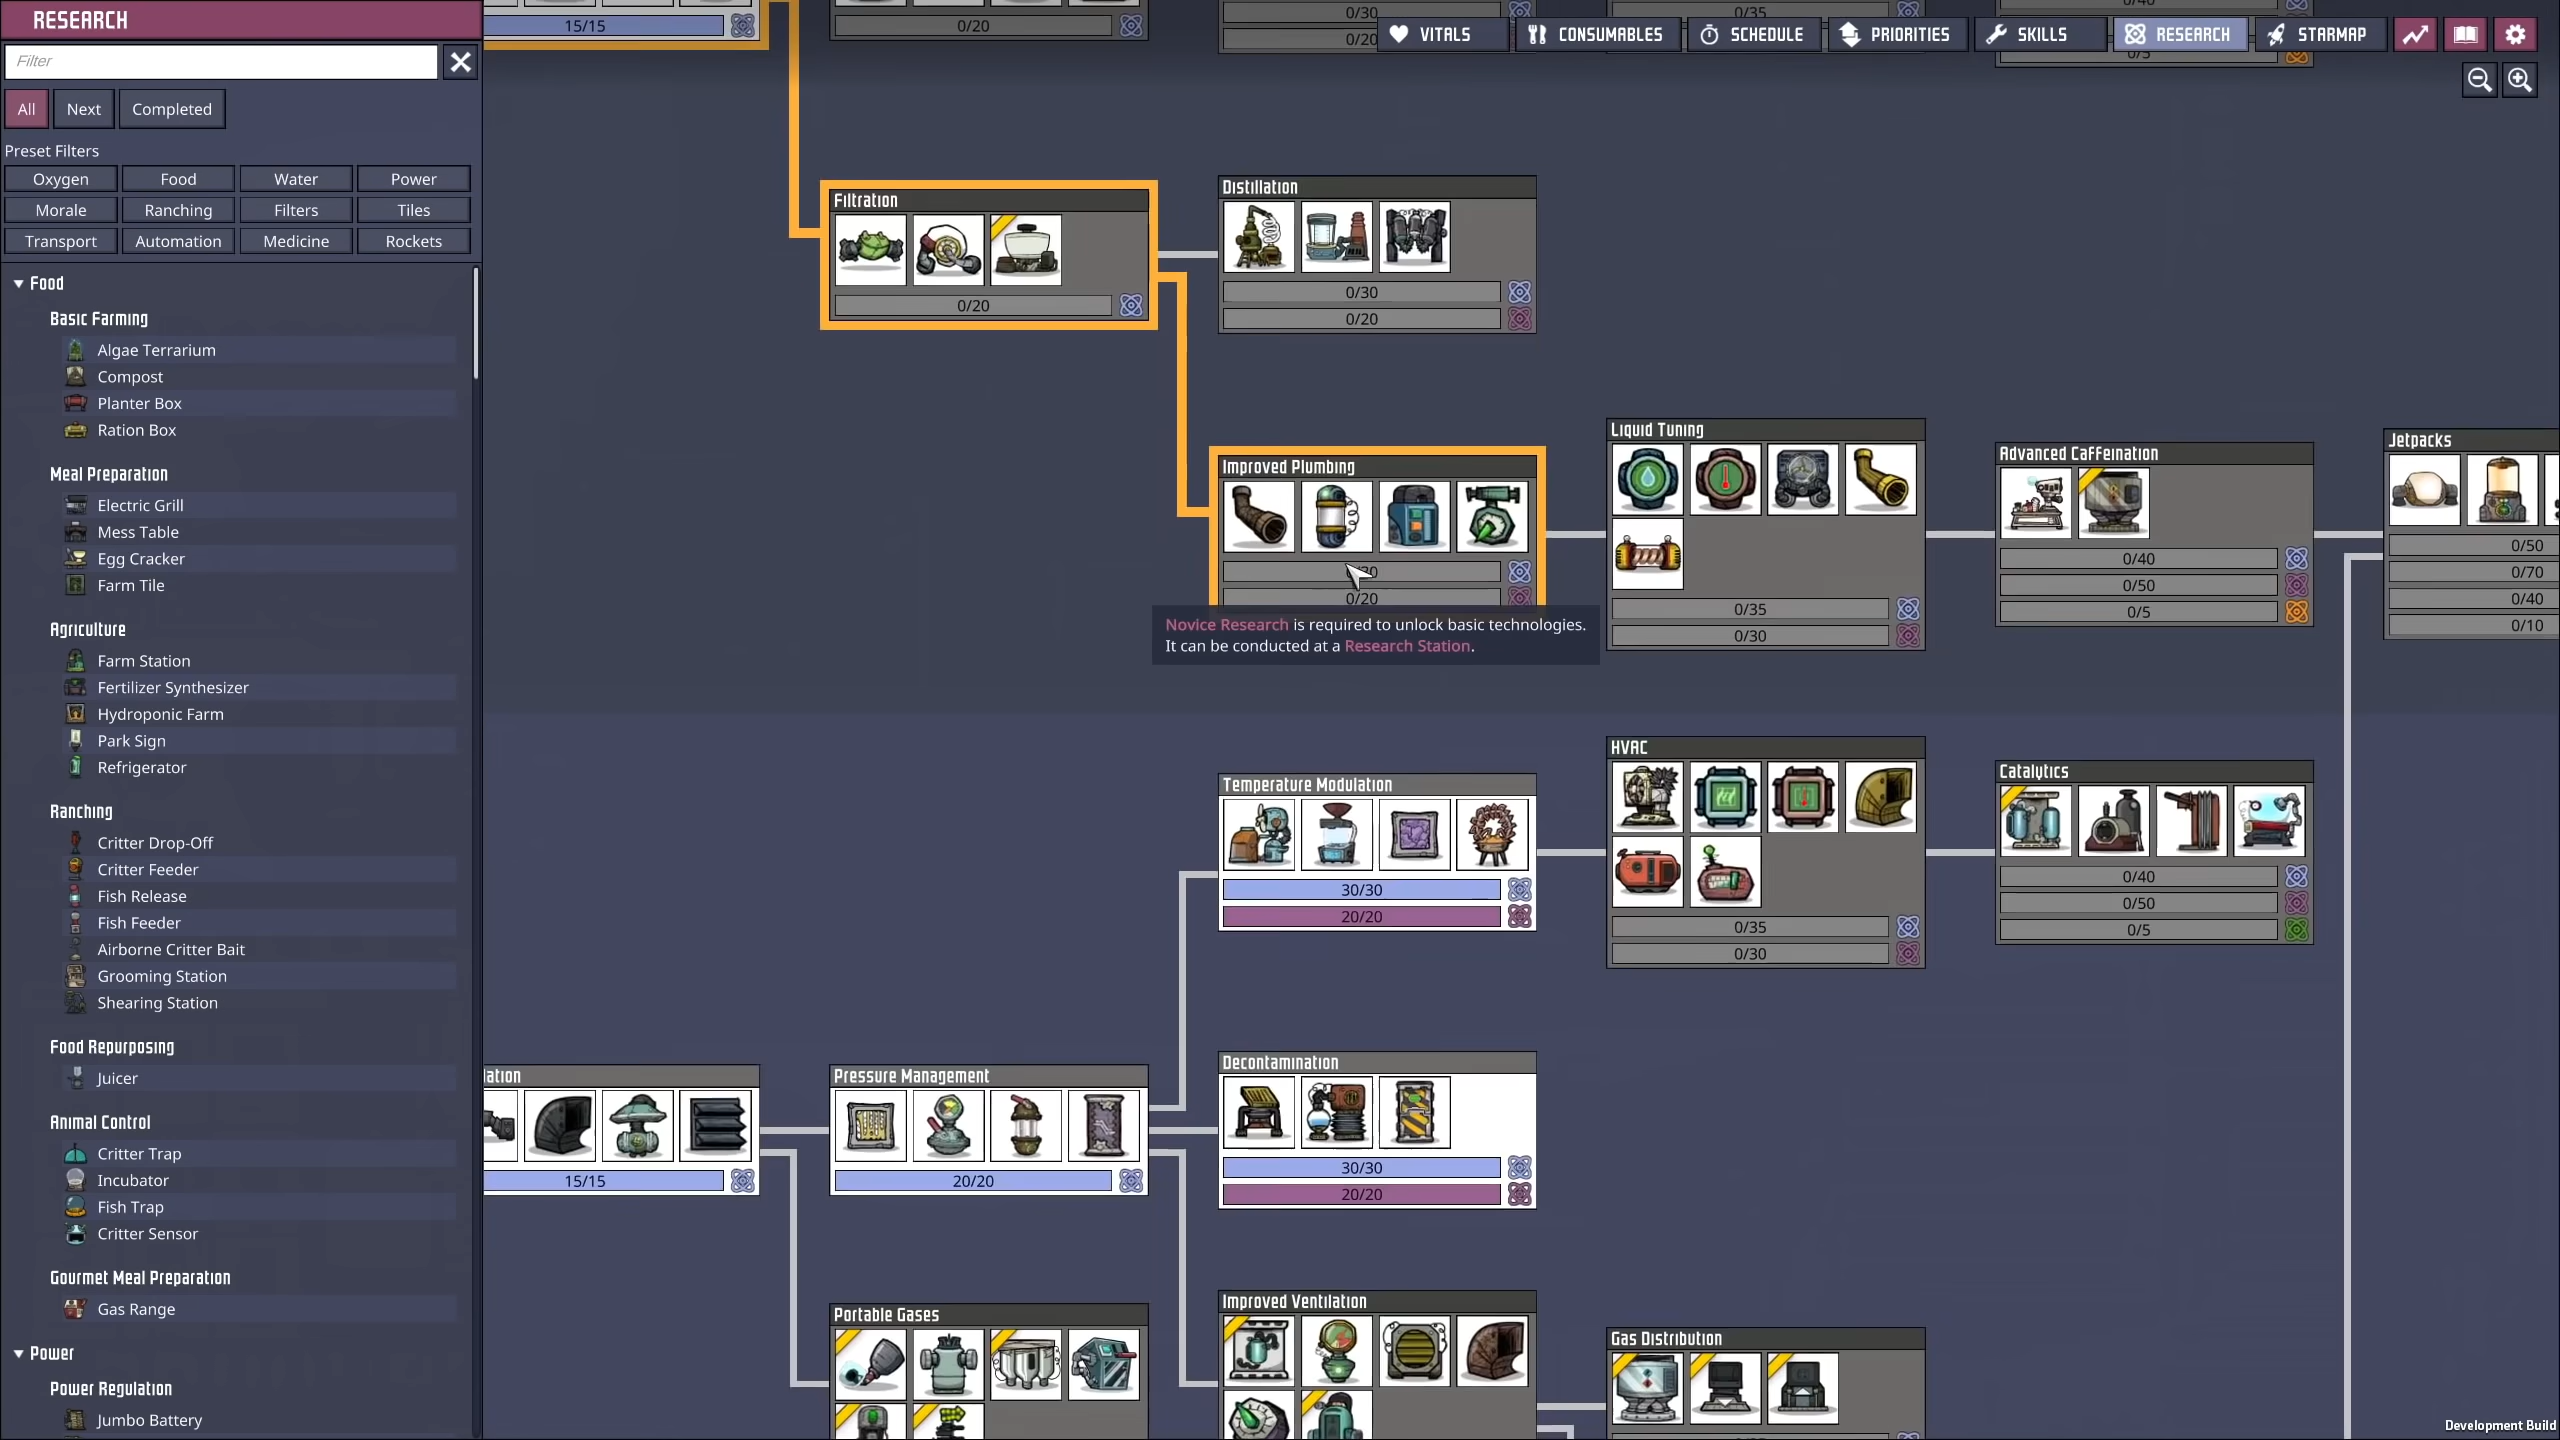 RESEARCH
Filter
All Next Completed
Preset Filters
Oxygen Food Water Power
Morale Ranching Filters Tiles
Transport Automation Medicine Rockets
Food
Basic Farming
Algae Terrarium
Compost
Planter Box
Ration Box
Meal Preparation
Electric Grill
Mess Table
Egg Cracker
Farm Tile
Agriculture
Farm Station
Fertilizer Synthesizer
Hydroponic Farm
Park Sign
Refrigerator
Ranching
Critter Drop-Off
Critter Feeder
Fish Release
Fish Feeder
Airborne Critter Bait
Grooming Station
Shearing Station
Food Repurposing
Juicer
Animal Control
Critter Trap
Incubator
Fish Trap
Critter Sensor
Gourmet Meal Preparation
Gas Range
Power
Power Regulation
Jumbo Battery
VITALS CONSUMABLES SCHEDULE PRIORITIES SKILLS RESEARCH STARMAP
15/15
0/20
0/30
0/20
0/35
0/40
0/5
Filtration
0/20
Distillation
0/30
0/20
Improved Plumbing
0/20
Novice Research is required to unlock basic technologies.
It can be conducted at a Research Station.
Liquid Tuning
0/35
0/30
Advanced Caffeination
0/40
0/50
0/5
Jetpacks
0/50
0/70
0/40
0/10
Temperature Modulation
30/30
20/20
HVAC
0/35
0/30
Catalytics
0/40
0/50
0/5
lation
15/15
Pressure Management
20/20
Decontamination
30/30
20/20
Portable Gases
Improved Ventilation
Gas Distribution
Development Build